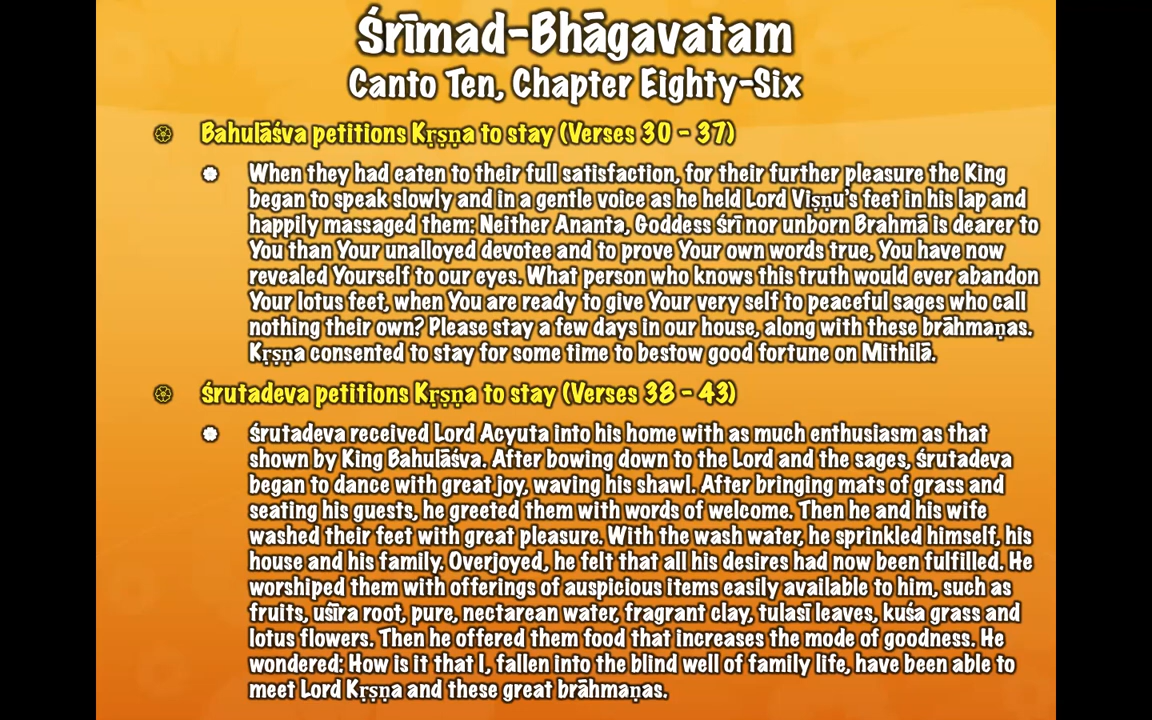 Śrīmad-Bhāgavatam
Canto Ten, Chapter Eighty-Six
Bahulāśva petitions Kṛṣṇa to stay (Verses 30 – 37)
When they had eaten to their full satisfaction, for their further pleasure the King
began to speak slowly and in a gentle voice as he held Lord Viṣṇu's feet in his lap and
happily massaged them: Neither Ananta, Goddess śrī nor unborn Brahmā is dearer to
You than Your unalloyed devotee and to prove Your own words true, You have now
revealed Yourself to our eyes. What person who knows this truth would ever abandon
Your lotus feet, when You are ready to give Your very self to peaceful sages who call
nothing their own? Please stay a few days in our house, along with these brāhmaṇas.
Kṛṣṇa consented to stay for some time to bestow good fortune on Mithilā.
śrutadeva petitions Kṛṣṇa to stay (Verses 38 – 43)
śrutadeva received Lord Acyuta into his home with as much enthusiasm as that
shown by King Bahulāśva. After bowing down to the Lord and the sages, śrutadeva
began to dance with great joy, waving his shawl. After bringing mats of grass and
seating his guests, he greeted them with words of welcome. Then he and his wife
washed their feet with great pleasure. With the wash water, he sprinkled himself, his
house and his family. Overjoyed, he felt that all his desires had now been fulfilled. He
worshiped them with offerings of auspicious items easily available to him, such as
fruits, uśīra root, pure, nectarean water, fragrant clay, tulasī leaves, kuśa grass and
lotus flowers. Then he offered them food that increases the mode of goodness. He
wondered: How is it that I, fallen into the blind well of family life, have been able to
meet Lord Kṛṣṇa and these great brāhmaṇas.